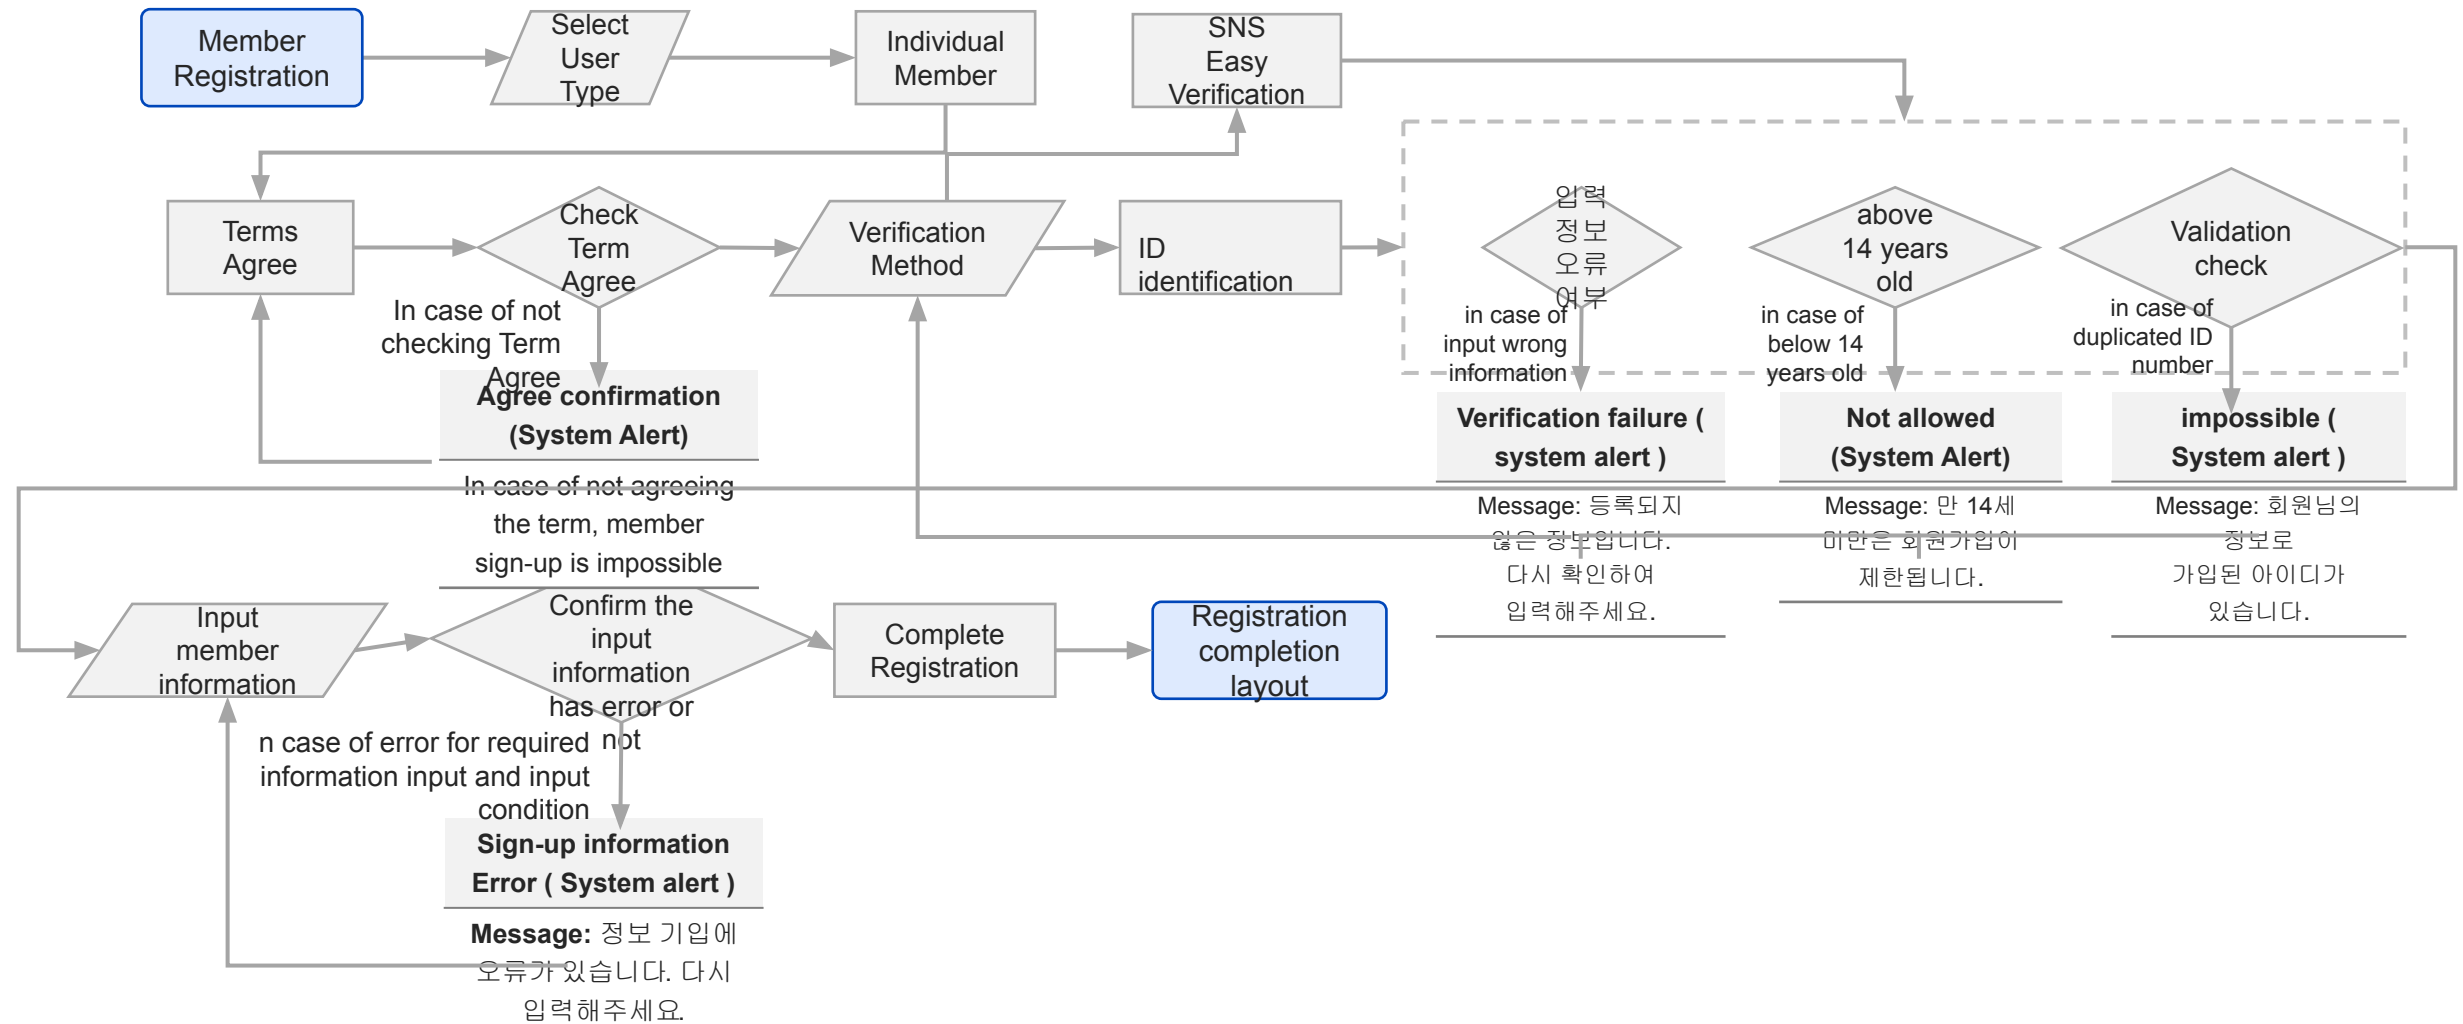 Member
Registration
Select
User
Type
Individual
Member
SNS
Easy
Verification
Terms
Agree
Check
Term
Agree
Verification
Method
ID
identification
입력
정보
오류
여부
above
14 years
old
Validation
check
In case of not
checking Term
Agree
in case of
input wrong
information
in case of
below 14
years old
in case of
duplicated ID
number
Agree confirmation
(System Alert)
In case of not agreeing
the term, member
sign-up is impossible
Verification failure (
system alert )
Message: 등록되지
않은 정보입니다.
다시 확인하여
입력해주세요.
Not allowed
(System Alert)
Message: 만 14세
미만은 회원가입이
제한됩니다.
impossible (
System alert )
Message: 회원님의
정보로
가입된 아이디가
있습니다.
Input
member
information
Confirm the
input
information
has error or
not
Complete
Registration
Registration
completion
layout
n case of error for required
information input and input
condition
Sign-up information
Error ( System alert )
Message: 정보 기입에
오류가 있습니다. 다시
입력해주세요.